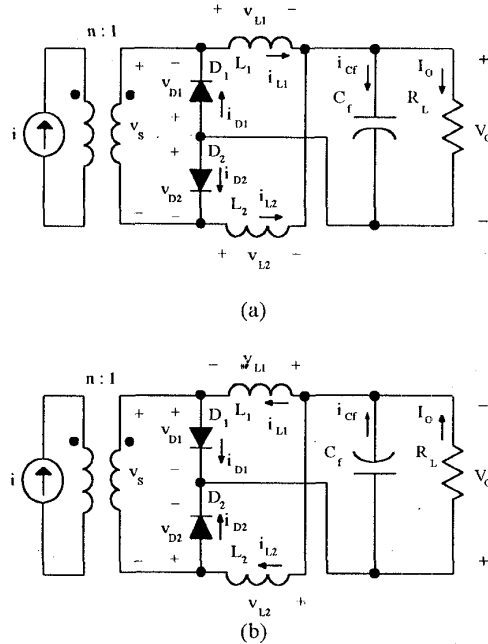 + v_L1 −
n : 1
+ − D_1 L_1 i_L1 i_Cf I_O +
v_D1
i v_s + i_D1 C_f R_L V_O
+ D_2
i_D2
v_D2 i_L2
− − L_2 −
+ v_L2 −
(a)
− v_L1 +
n : 1
+ + D_1 L_1 i_L1 i_Cf I_O −
v_D1
i v_s − i_D1 C_f R_L V_O
− D_2
v_D2 i_D2
− + L_2 i_L2 +
− v_L2 +
(b)